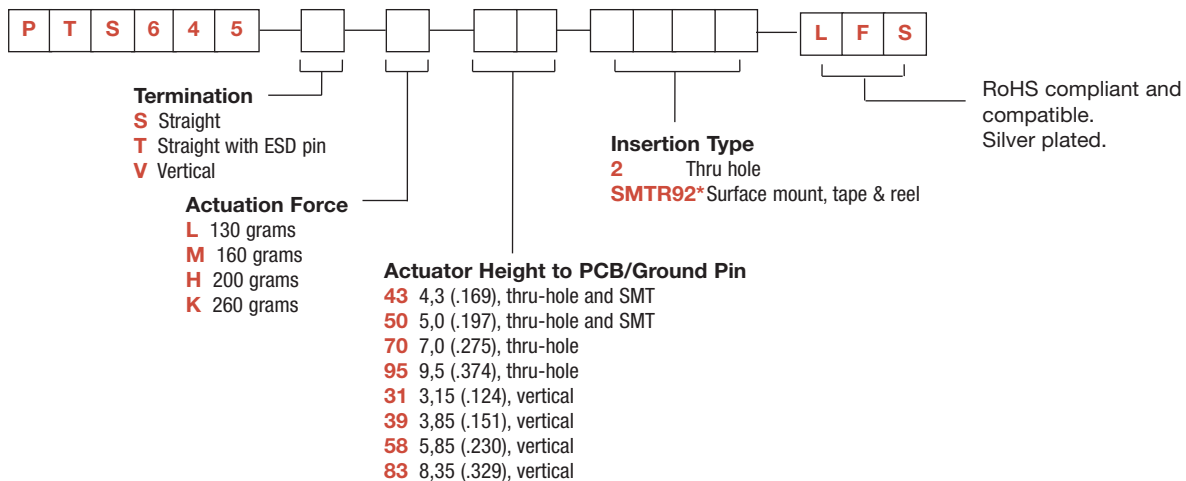 P T S 6 4 5 L F S
Termination
S Straight
T Straight with ESD pin
V Vertical
Actuation Force
L 130 grams
M 160 grams
H 200 grams
K 260 grams
Actuator Height to PCB/Ground Pin
43 4,3 (.169), thru-hole and SMT
50 5,0 (.197), thru-hole and SMT
70 7,0 (.275), thru-hole
95 9,5 (.374), thru-hole
31 3,15 (.124), vertical
39 3,85 (.151), vertical
58 5,85 (.230), vertical
83 8,35 (.329), vertical
Insertion Type
2 Thru hole
SMTR92* Surface mount, tape & reel
RoHS compliant and
compatible.
Silver plated.